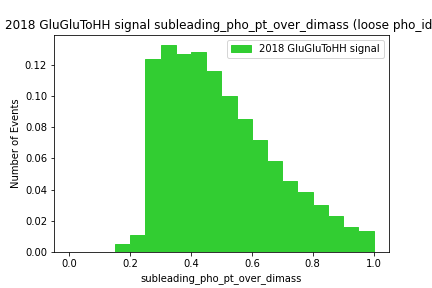 2018 GluGluToHH signal subleading_pho_pt_over_dimass (loose pho_id
2018 GluGluToHH signal
Number of Events
0.12
0.10
0.08
0.06
0.04
0.02
0.00
0.0 0.2 0.4 0.6 0.8 1.0
subleading_pho_pt_over_dimass